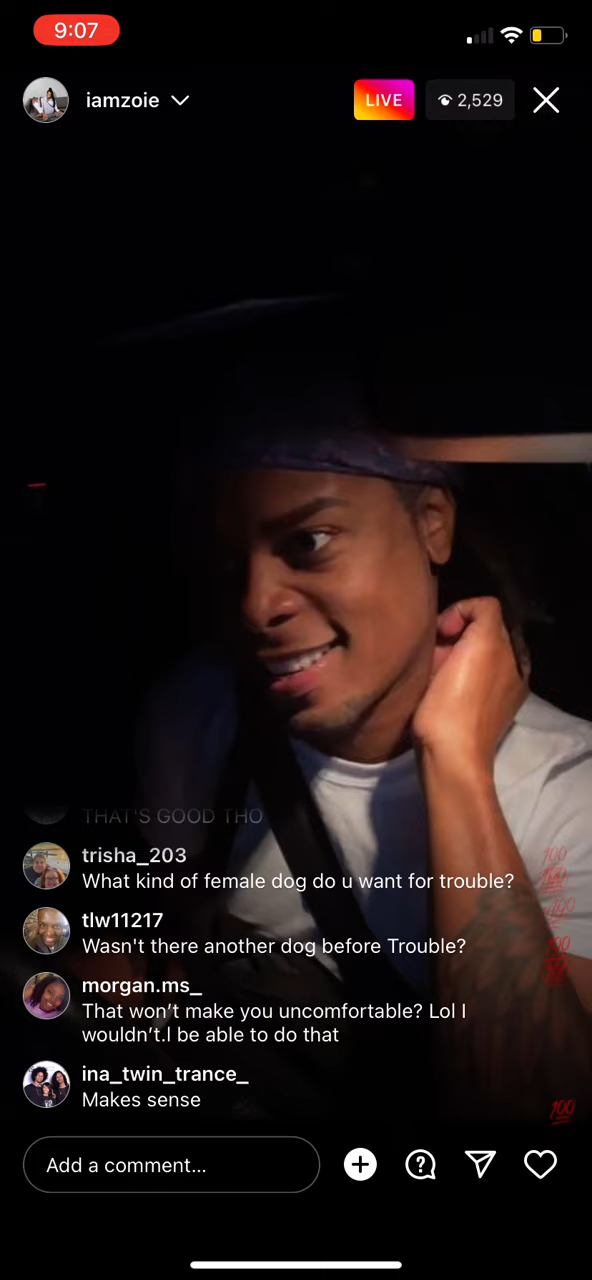 9:07
iamzoie
LIVE
2,529
THAT'S GOOD THO
trisha_203
What kind of female dog do u want for trouble?
tlw11217
Wasn't there another dog before Trouble?
morgan.ms_
That won’t make you uncomfortable? Lol I
wouldn’t.I be able to do that
ina_twin_trance_
Makes sense
Add a comment...